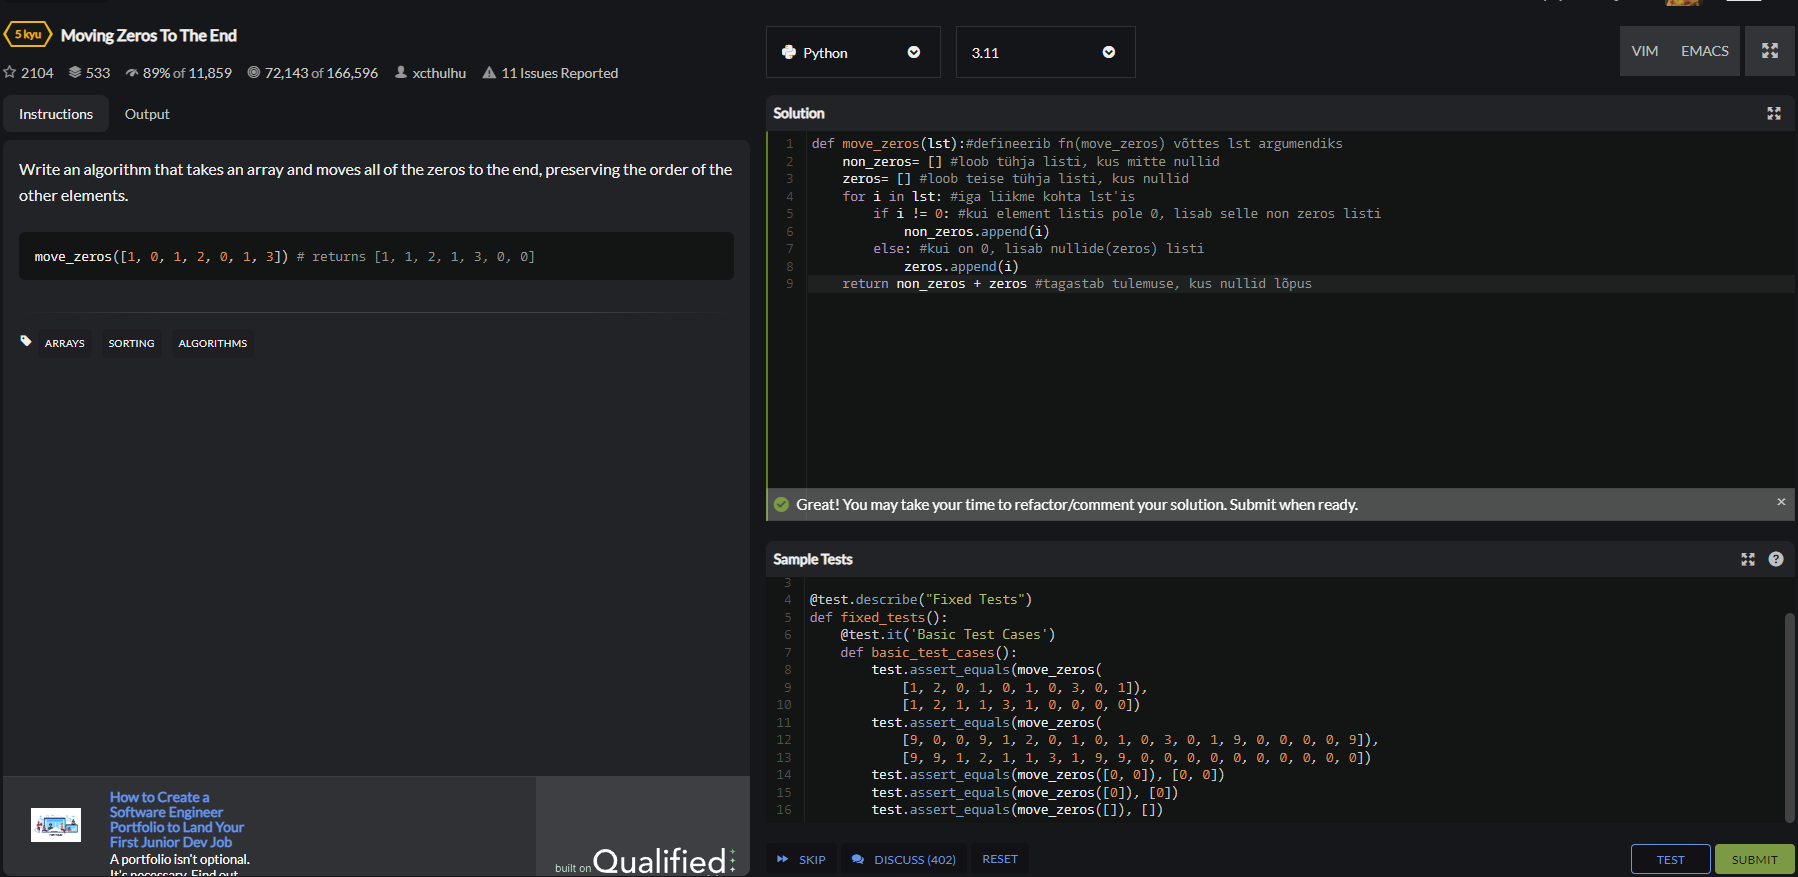 5 kyu Moving Zeros To The End
2104 533 89% of 11,859 72,143 of 166,596 xcthulhu 11 Issues Reported
Instructions Output
Write an algorithm that takes an array and moves all of the zeros to the end, preserving the order of the
other elements.
move_zeros([1, 0, 1, 2, 0, 1, 3]) # returns [1, 1, 2, 1, 3, 0, 0]
ARRAYS SORTING ALGORITHMS
How to Create a
Software Engineer
Portfolio to Land Your
First Junior Dev Job
A portfolio isn't optional.
It's necessary. Find out
built on Qualified
Python 3.11 VIM EMACS
Solution
1 def move_zeros(lst):#defineerib fn(move_zeros) võttes lst argumendiks
2     non_zeros= [] #loob tühja listi, kus mitte nullid
3     zeros= [] #loob teise tühja listi, kus nullid
4     for i in lst: #iga liikme kohta lst'is
5         if i != 0: #kui element listis pole 0, lisab selle non zeros listi
6             non_zeros.append(i)
7         else: #kui on 0, lisab nullide(zeros) listi
8             zeros.append(i)
9     return non_zeros + zeros #tagastab tulemuse, kus nullid lõpus
Great! You may take your time to refactor/comment your solution. Submit when ready. ×
Sample Tests ?
3
4 @test.describe("Fixed Tests")
5 def fixed_tests():
6     @test.it('Basic Test Cases')
7     def basic_test_cases():
8         test.assert_equals(move_zeros(
9             [1, 2, 0, 1, 0, 1, 0, 3, 0, 1]),
10             [1, 2, 1, 1, 3, 1, 0, 0, 0, 0])
11         test.assert_equals(move_zeros(
12             [9, 0, 0, 9, 1, 2, 0, 1, 0, 1, 0, 3, 0, 1, 9, 0, 0, 0, 0, 9]),
13             [9, 9, 1, 2, 1, 1, 3, 1, 9, 9, 0, 0, 0, 0, 0, 0, 0, 0, 0, 0])
14         test.assert_equals(move_zeros([0, 0]), [0, 0])
15         test.assert_equals(move_zeros([0]), [0])
16         test.assert_equals(move_zeros([]), [])
SKIP DISCUSS (402) RESET TEST SUBMIT